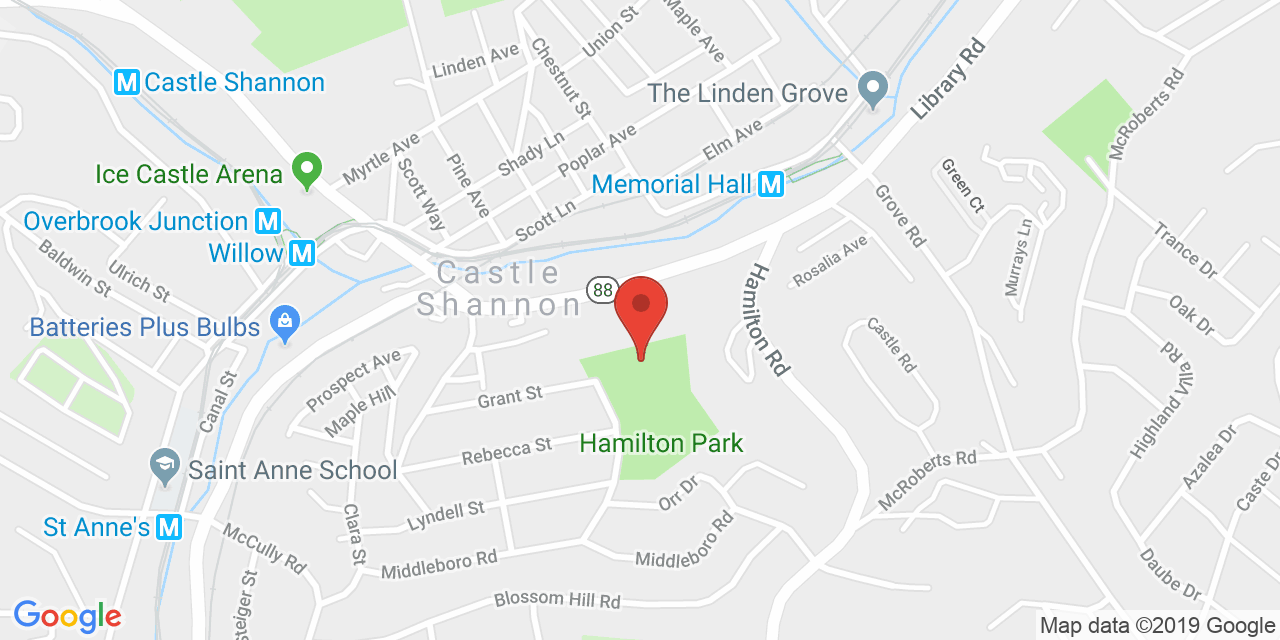 Maple Ave
Union St
Linden Ave
Chestnut St
Library Rd
Castle Shannon
The Linden Grove
McRoberts Rd
Myrtle Ave
Shady Ln
Poplar Ave
Elm Ave
Ice Castle Arena
Scott Way
Pine Ave
Memorial Hall
Green Ct
Grove Rd
Overbrook Junction
Scott Ln
Willow
Baldwin St
Ulrich St
Castle
Shannon
88
Rosalia Ave
Murrays Ln
Trance Dr
Hamilton Rd
Oak Dr
Batteries Plus Bulbs
Castle Rd
Prospect Ave
Maple Hill
Grant St
Canal St
Highland Villa Rd
Hamilton Park
Rebecca St
Azalea Dr
Saint Anne School
McRoberts Rd
Caste Dr
Orr Dr
Lyndell St
Clara St
St Anne's
McCully Rd
Middleboro Rd
Middleboro Rd
Daube Dr
Steiger St
Blossom Hill Rd
Google
Map data ©2019 Google